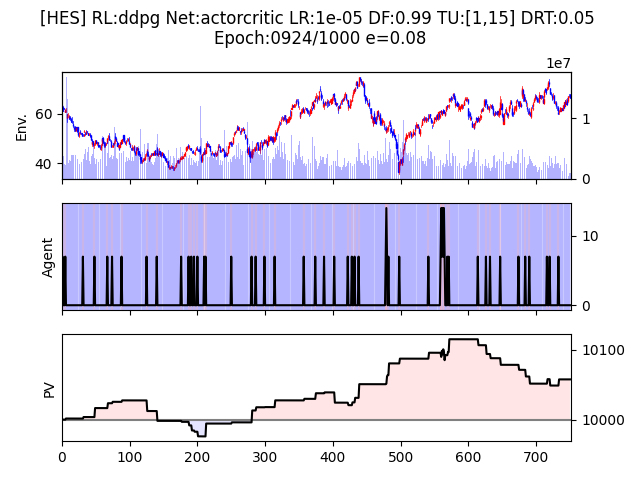 [HES] RL:ddpg Net:actorcritic LR:1e-05 DF:0.99 TU:[1,15] DRT:0.05
Epoch:0924/1000 e=0.08
1e7
Env.
60
40
1
0
Agent
10
0
PV
10100
10000
0 100 200 300 400 500 600 700